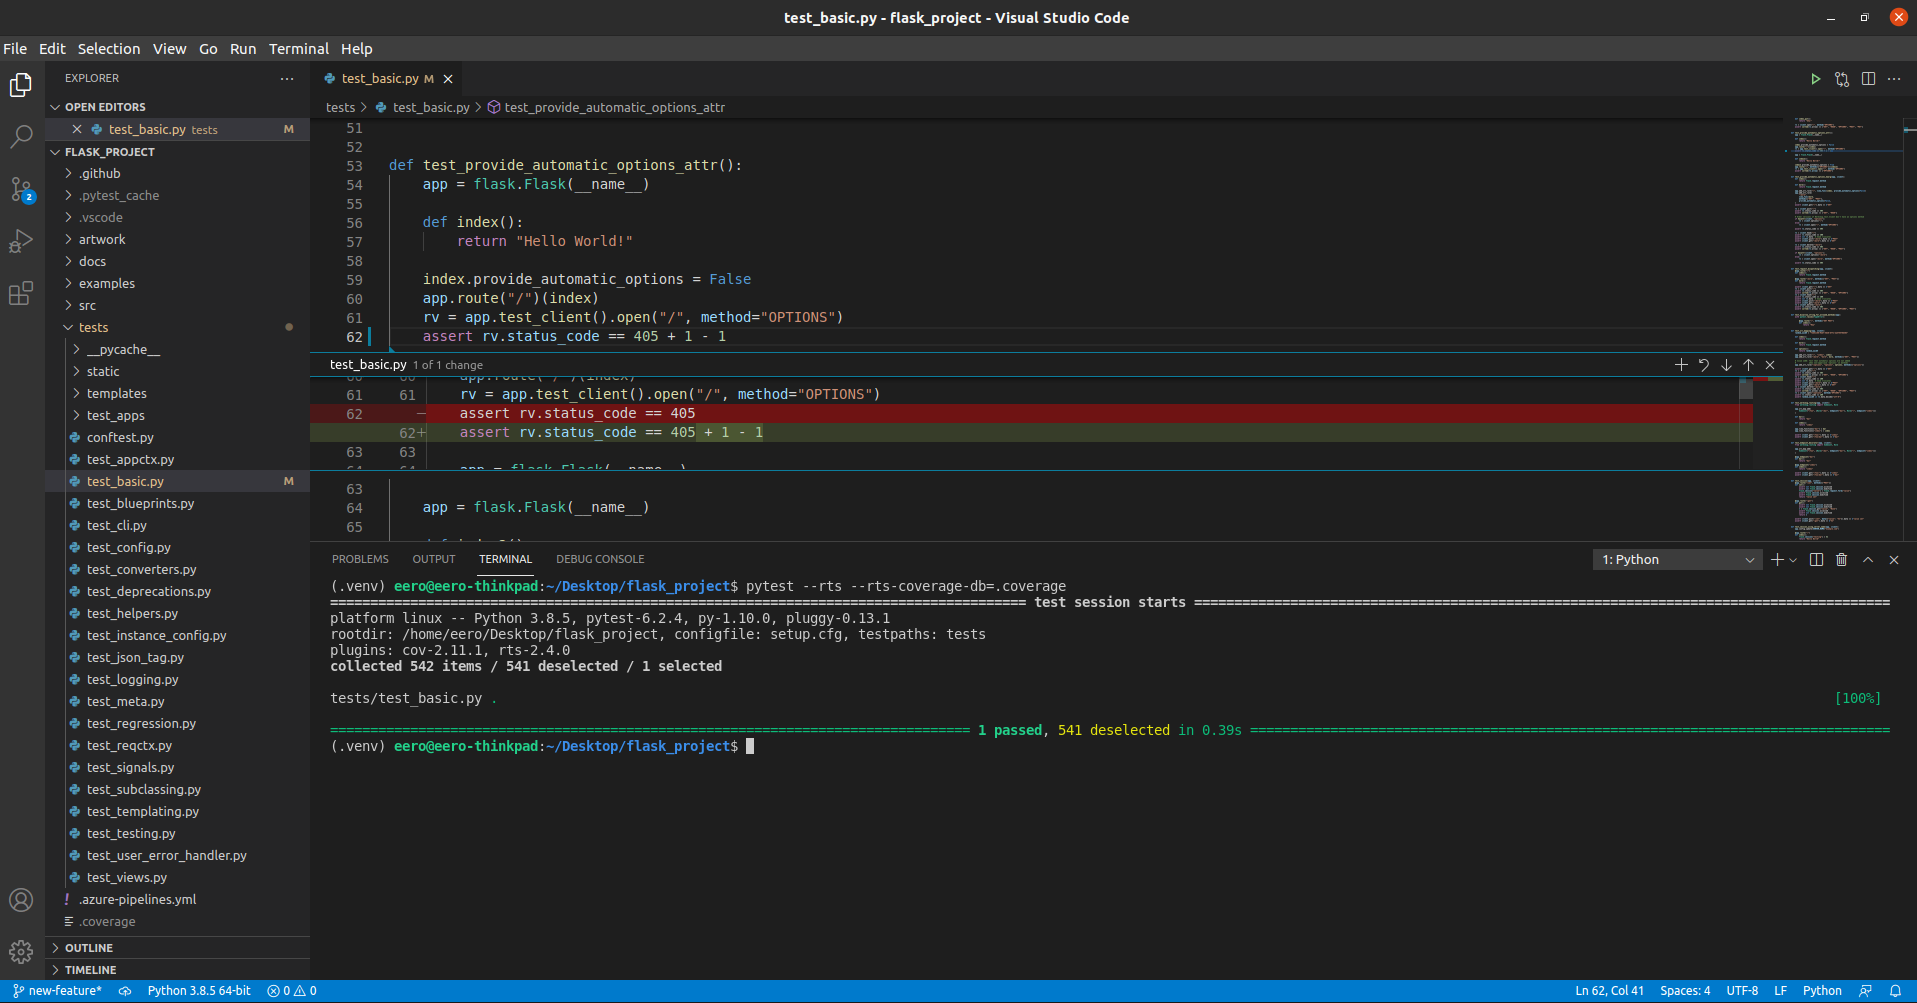 test_basic.py - flask_project - Visual Studio Code
File Edit Selection View Go Run Terminal Help
EXPLORER
OPEN EDITORS
test_basic.py tests M
FLASK_PROJECT
.github
.pytest_cache
.vscode
artwork
docs
examples
src
tests
__pycache__
static
templates
test_apps
conftest.py
test_appctx.py
test_basic.py M
test_blueprints.py
test_cli.py
test_config.py
test_converters.py
test_deprecations.py
test_helpers.py
test_instance_config.py
test_json_tag.py
test_logging.py
test_meta.py
test_regression.py
test_reqctx.py
test_signals.py
test_subclassing.py
test_templating.py
test_testing.py
test_user_error_handler.py
test_views.py
! .azure-pipelines.yml
.coverage
OUTLINE
TIMELINE
2
test_basic.py M
tests > test_basic.py > test_provide_automatic_options_attr
51
52
53 def test_provide_automatic_options_attr():
54 app = flask.Flask(__name__)
55
56 def index():
57 return "Hello World!"
58
59 index.provide_automatic_options = False
60 app.route("/")(index)
61 rv = app.test_client().open("/", method="OPTIONS")
62 assert rv.status_code == 405 + 1 - 1
test_basic.py 1 of 1 change
60 60 app.route("/")(index)
61 61 rv = app.test_client().open("/", method="OPTIONS")
62 − assert rv.status_code == 405
62+ assert rv.status_code == 405 + 1 - 1
63 63
64 64 app = flask.Flask(__name__)
63
64 app = flask.Flask(__name__)
65
PROBLEMS OUTPUT TERMINAL DEBUG CONSOLE
1: Python
(.venv) eero@eero-thinkpad:~/Desktop/flask_project$ pytest --rts --rts-coverage-db=.coverage
======================================================================================= test session starts =======================================================================================
platform linux -- Python 3.8.5, pytest-6.2.4, py-1.10.0, pluggy-0.13.1
rootdir: /home/eero/Desktop/flask_project, configfile: setup.cfg, testpaths: tests
plugins: cov-2.11.1, rts-2.4.0
collected 542 items / 541 deselected / 1 selected
tests/test_basic.py . [100%]
================================================================================ 1 passed, 541 deselected in 0.39s ================================================================================
(.venv) eero@eero-thinkpad:~/Desktop/flask_project$
new-feature* Python 3.8.5 64-bit 0 0
Ln 62, Col 41 Spaces: 4 UTF-8 LF Python